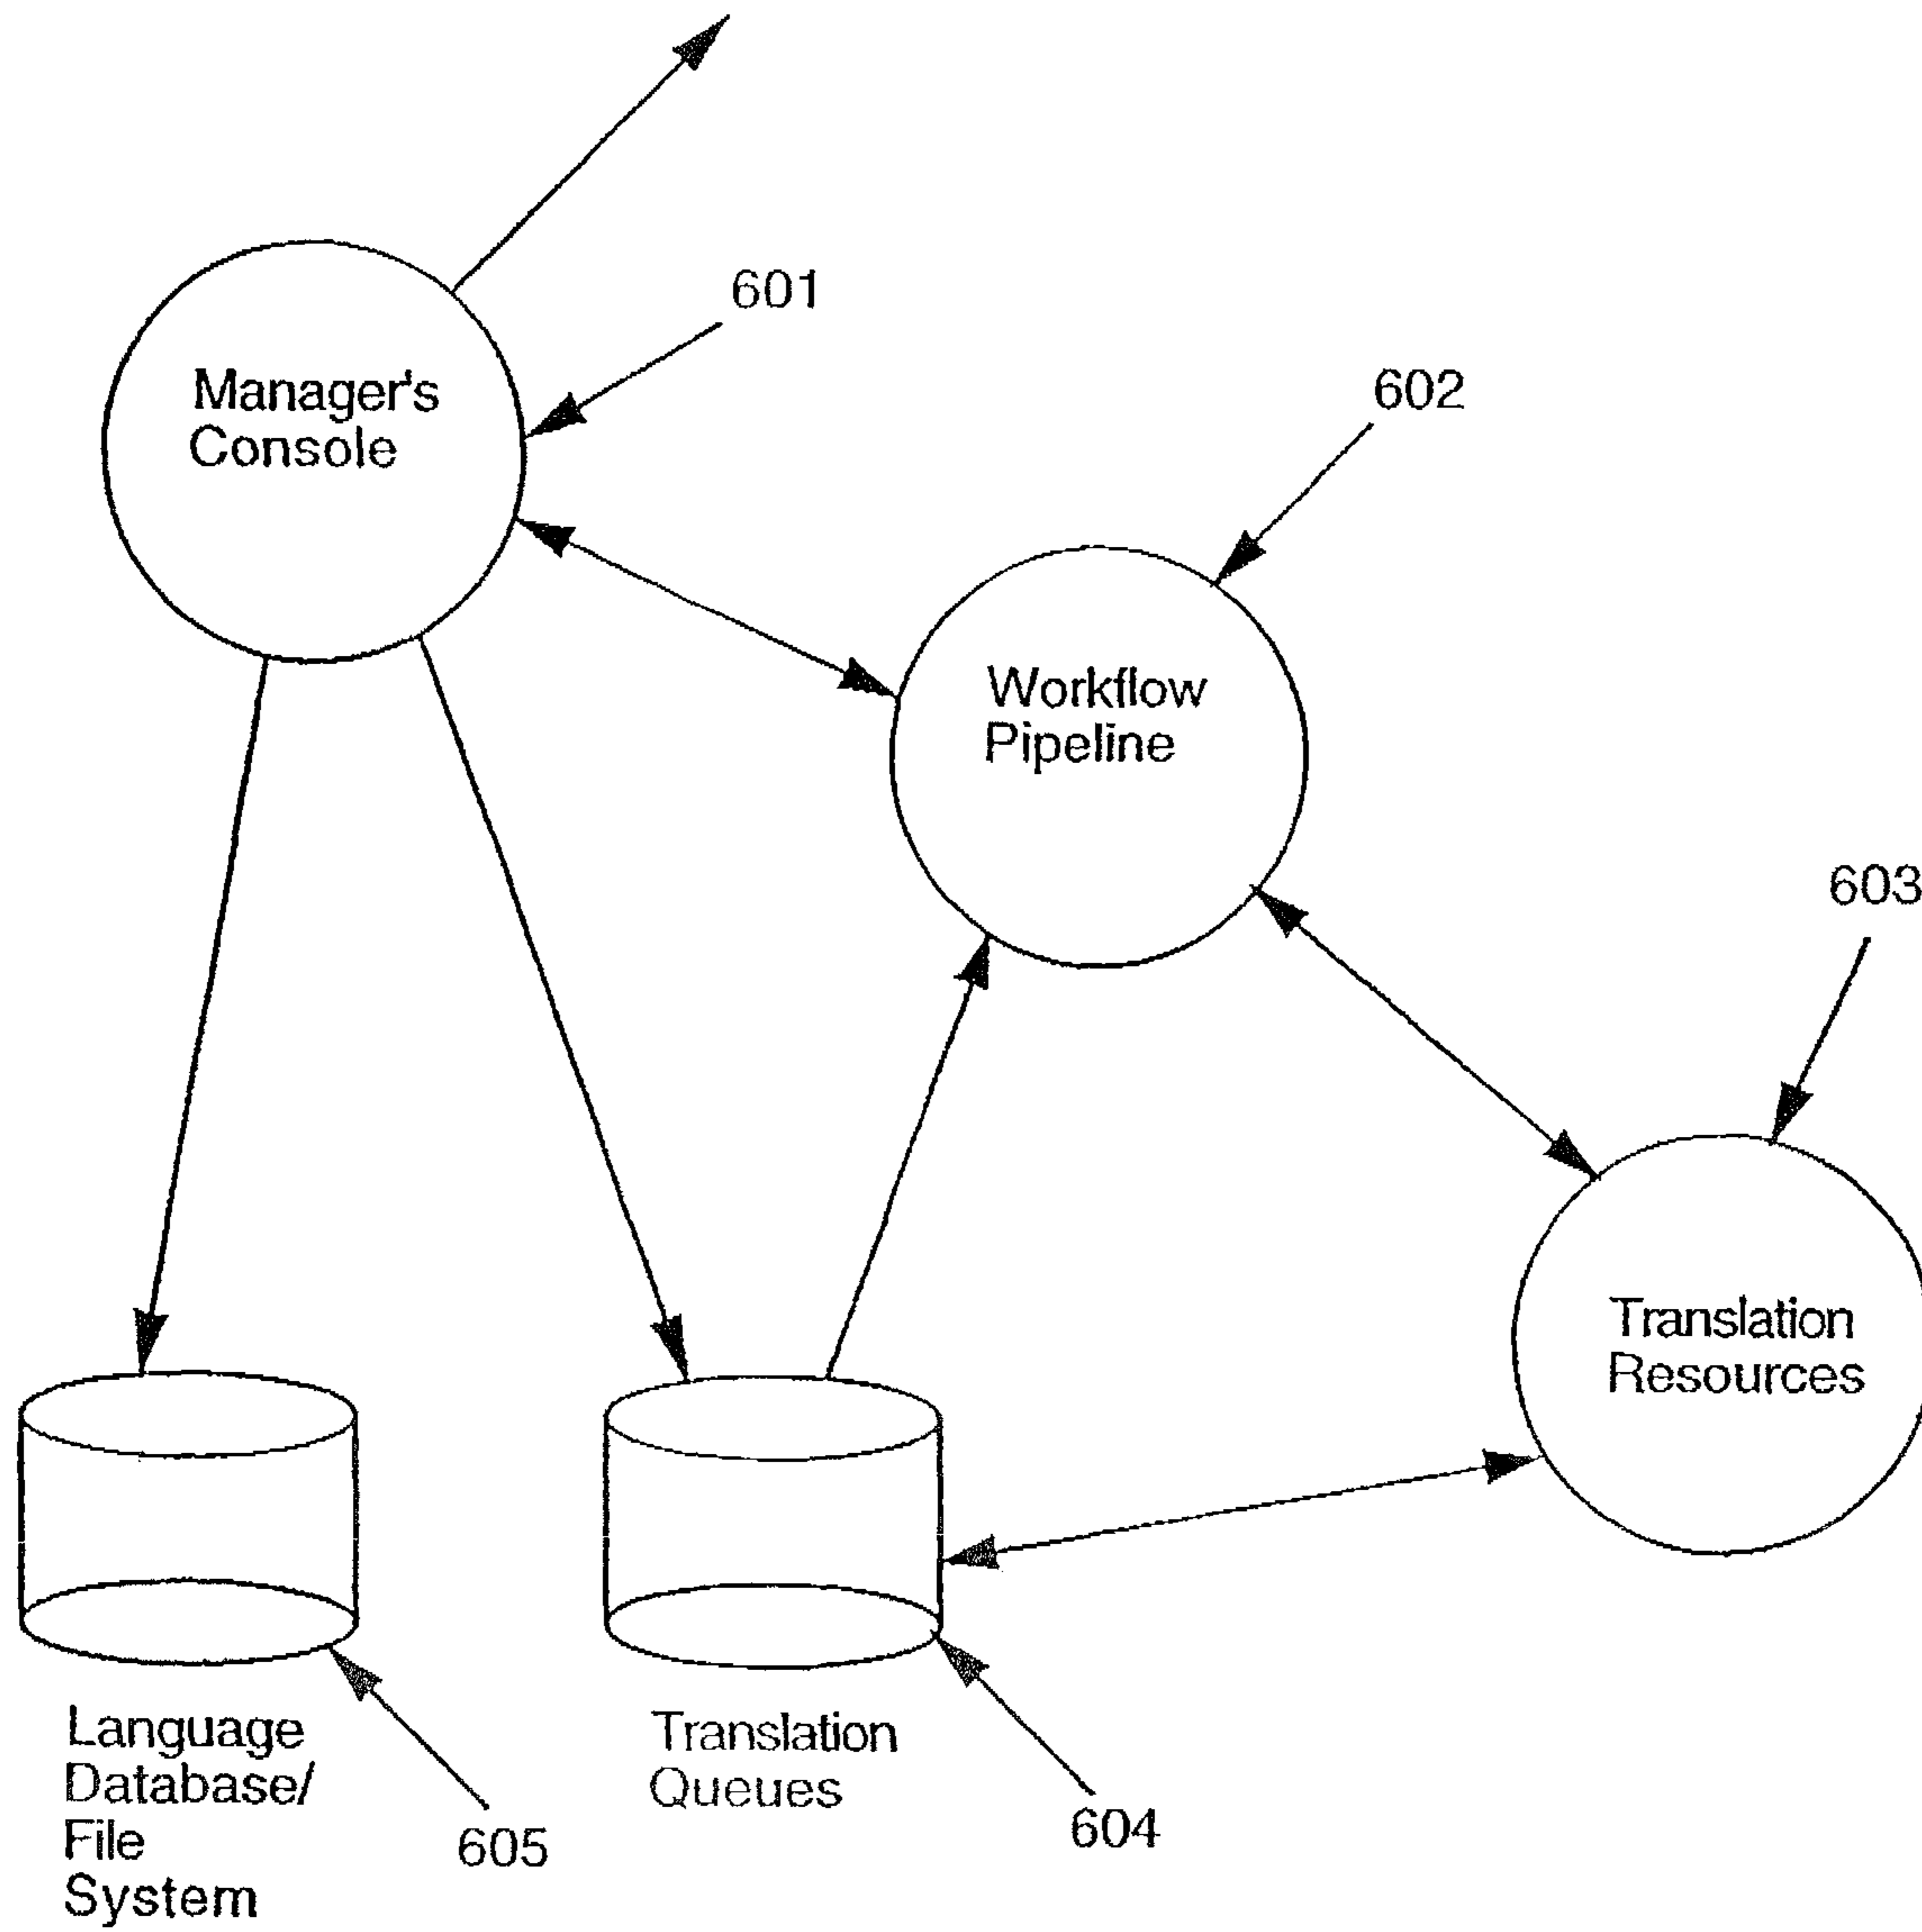 601
Manager's
Console
602
Workflow
Pipeline
603
Translation
Resources
Language
Database/
File
System
605
Translation
Queues
604